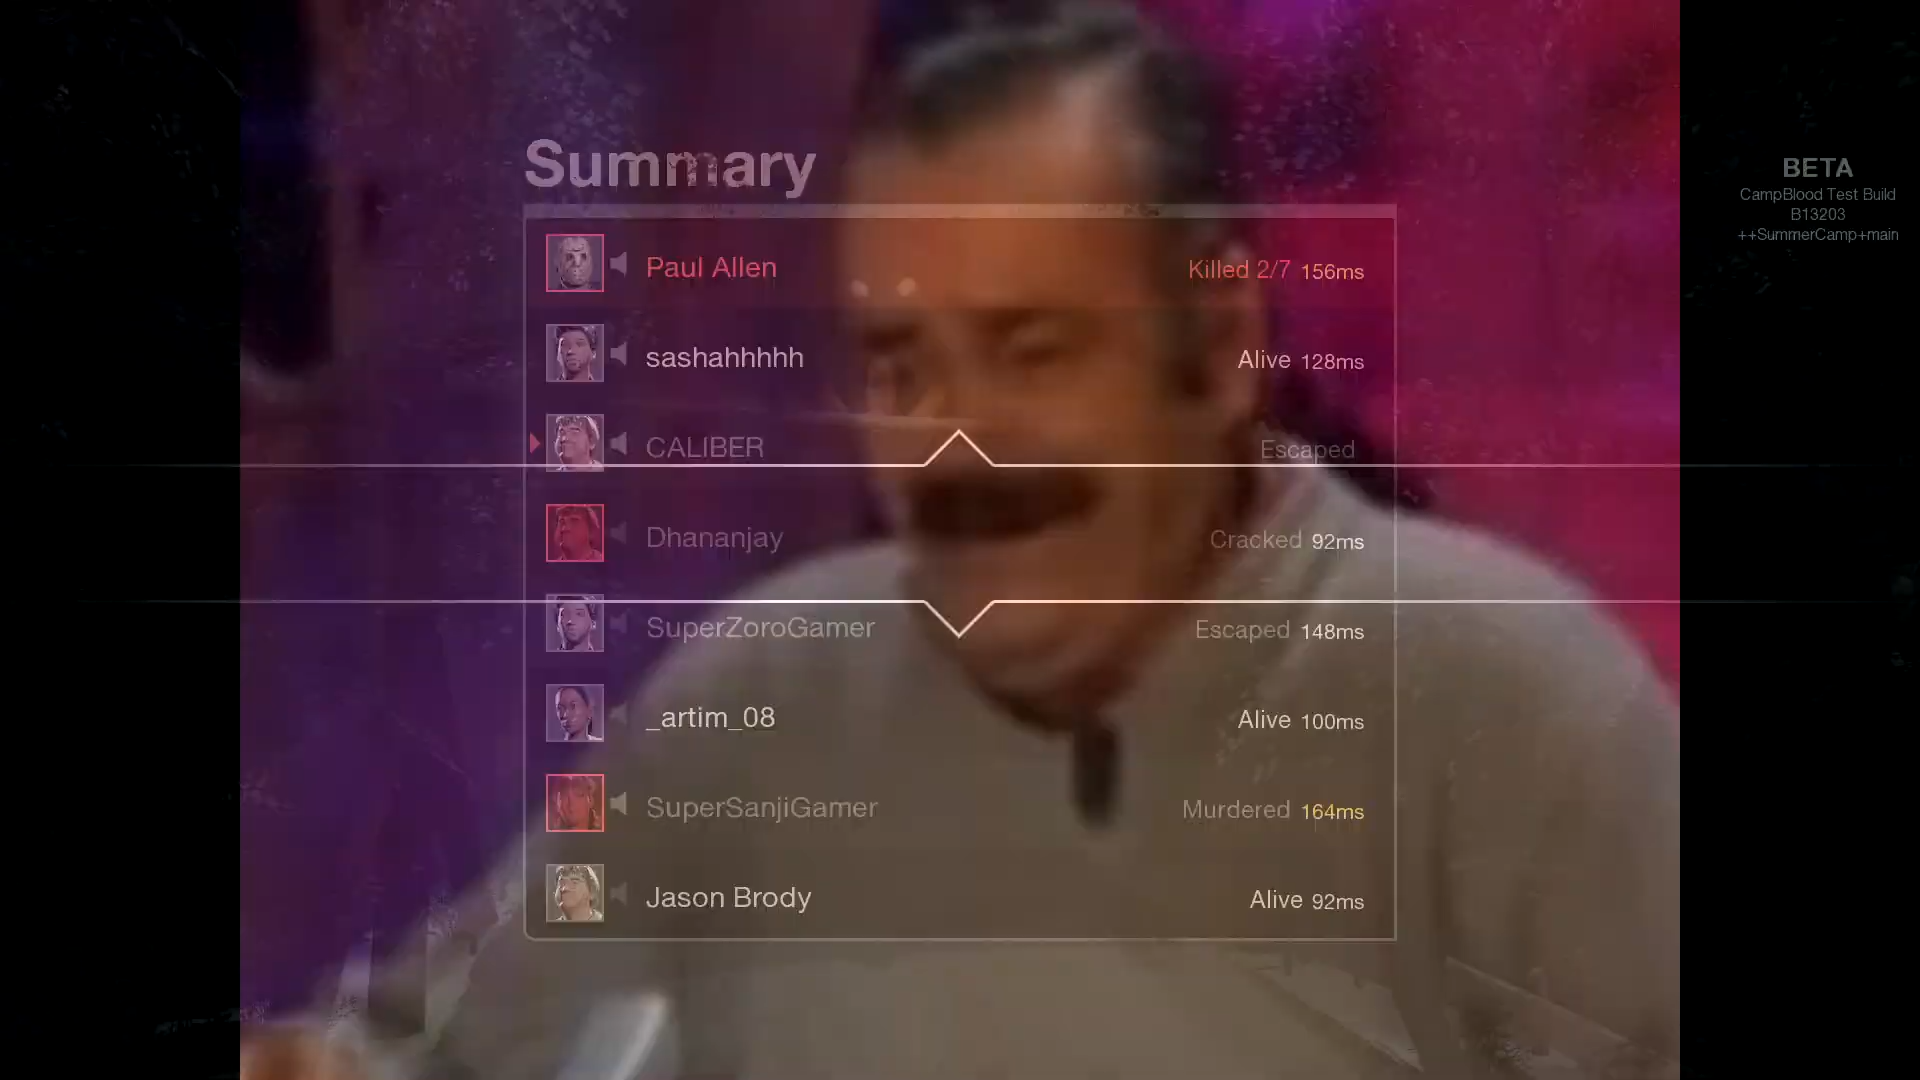 Summary
BETA
CampBlood Test Build
B13203
++SummerCamp+main
Paul Allen Killed 2/7 156ms
sashahhhhh Alive 128ms
CALIBER Escaped
Dhananjay Cracked 92ms
SuperZoroGamer Escaped 148ms
_artim_08 Alive 100ms
SuperSanjiGamer Murdered 164ms
Jason Brody Alive 92ms